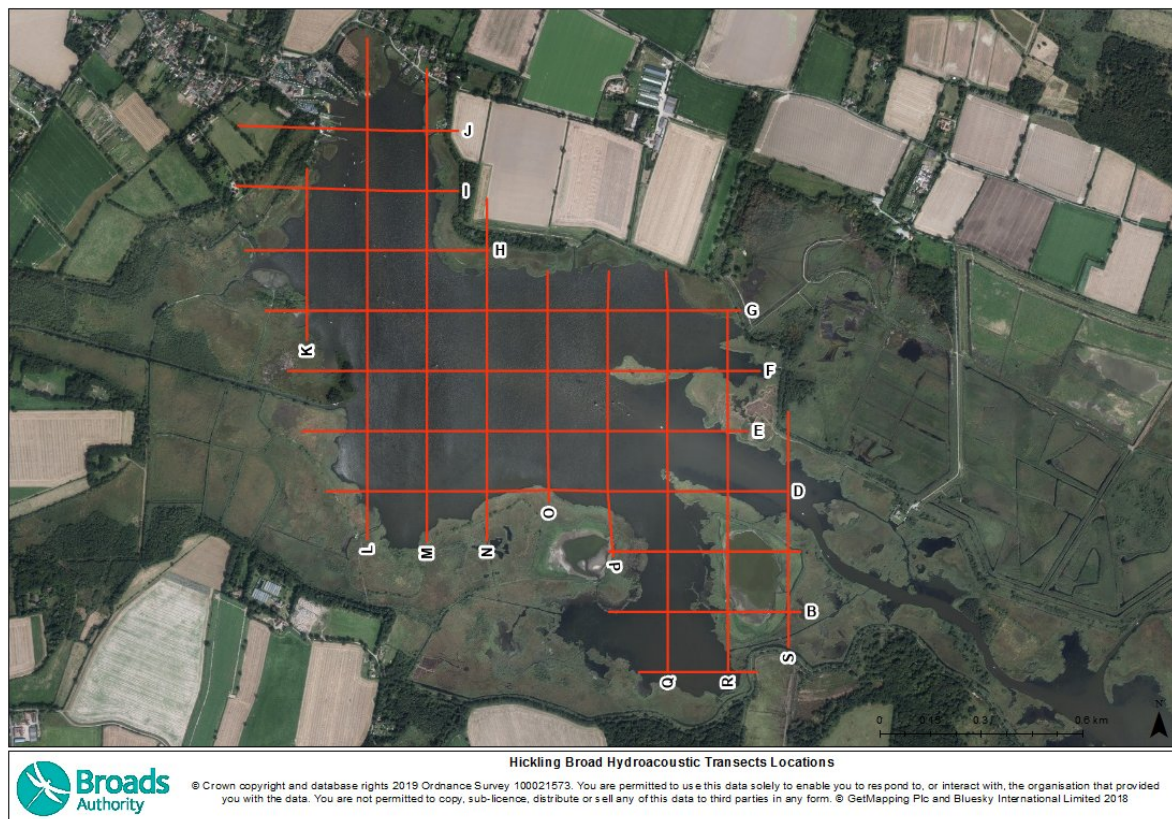 J
I
H
G
K
F
E
D
O
L
M
N
P
B
S
Q
R
N
0 0.15 0.3 0.6 km
Hickling Broad Hydroacoustic Transects Locations
Broads
Authority
© Crown copyright and database rights 2019 Ordnance Survey 100021573. You are permitted to use this data solely to enable you to respond to, or interact with, the organisation that provided
you with the data. You are not permitted to copy, sub-licence, distribute or sell any of this data to third parties in any form. © GetMapping Plc and Bluesky International Limited 2018